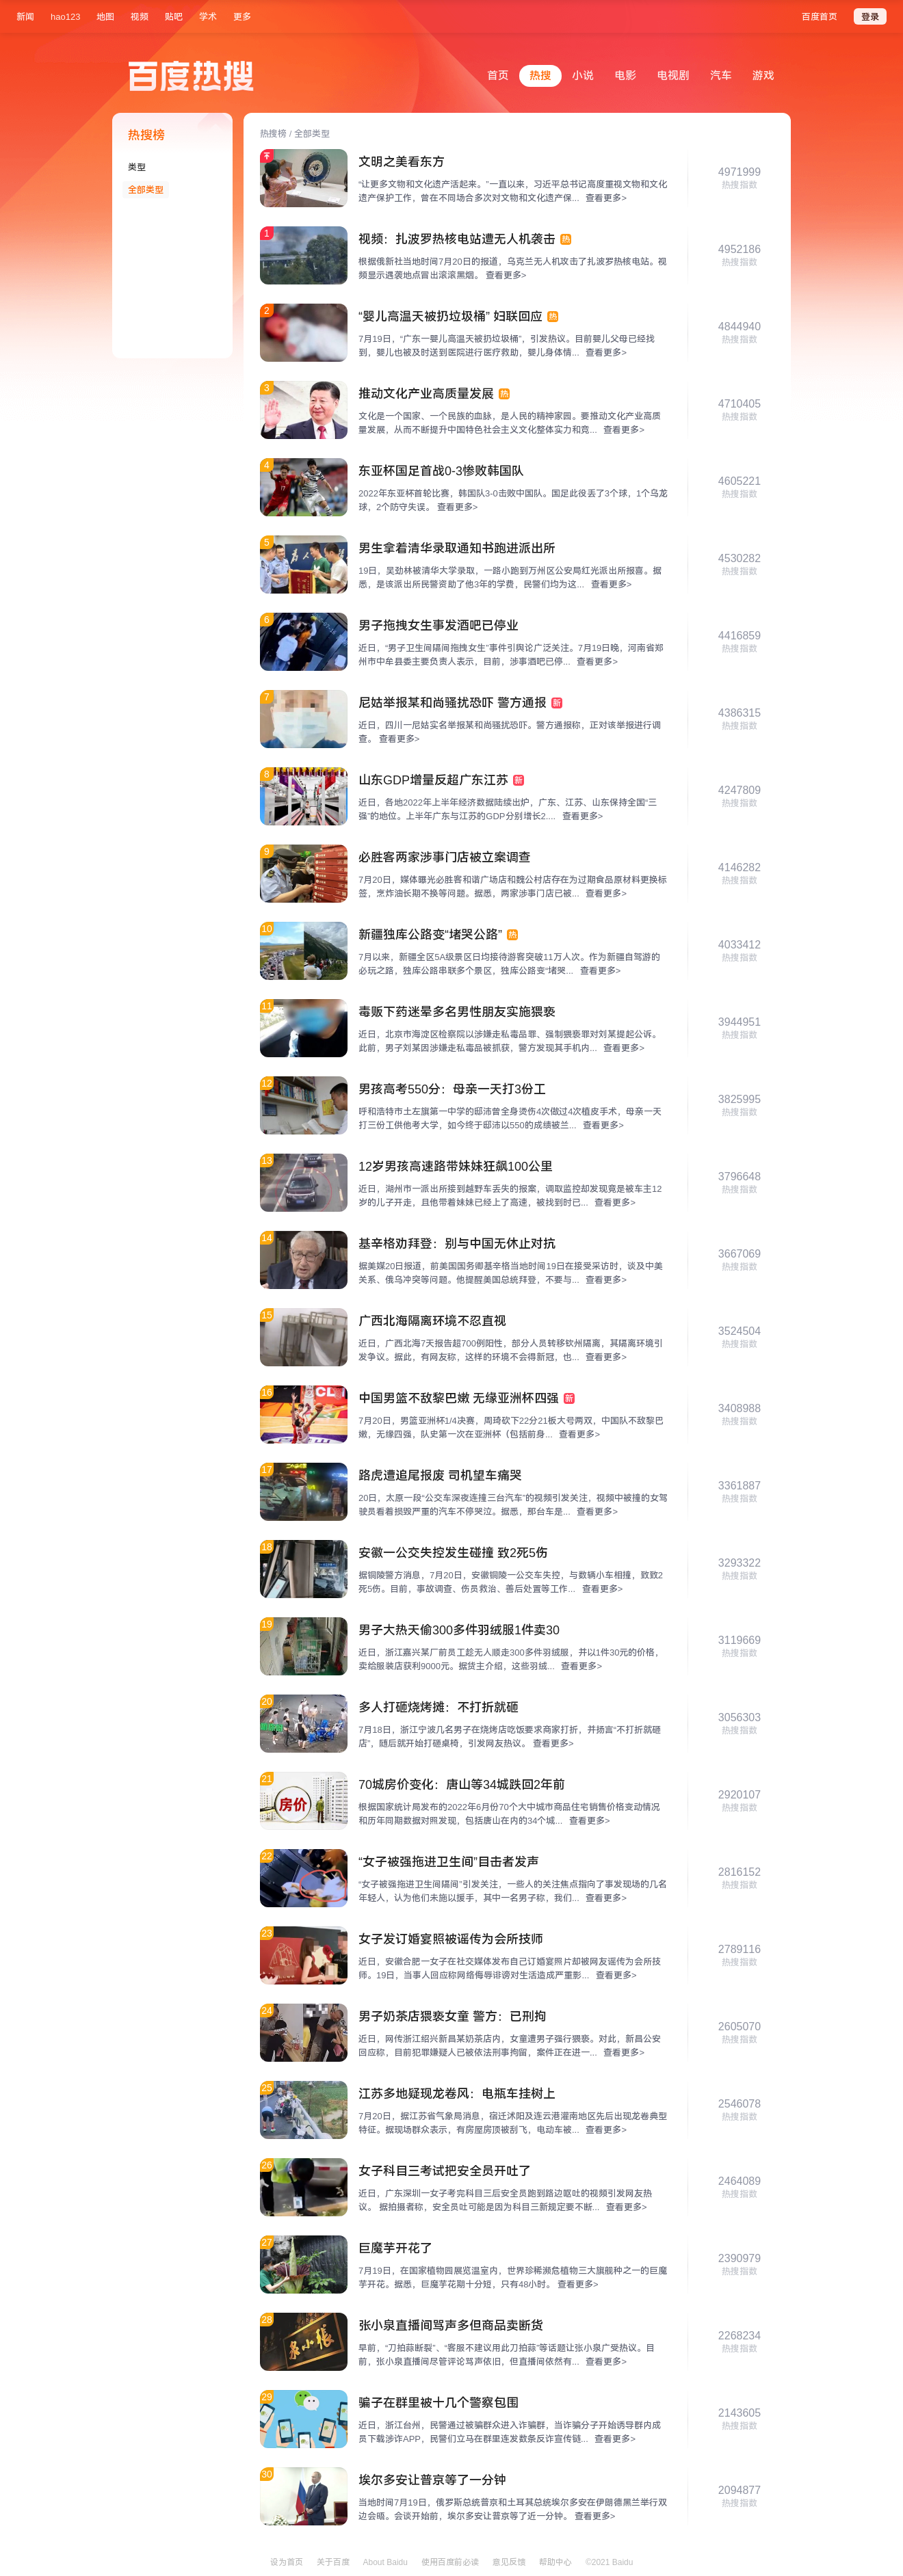 新闻 hao123 地图 视频 贴吧 学术 更多 百度首页 登录
百度热搜
首页 热搜 小说 电影 电视剧 汽车 游戏
热搜榜
类型
全部类型
热搜榜 / 全部类型
文明之美看东方
“让更多文物和文化遗产活起来。”一直以来，习近平总书记高度重视文物和文化
遗产保护工作，曾在不同场合多次对文物和文化遗产保... 查看更多>
4971999
热搜指数
1
视频：扎波罗热核电站遭无人机袭击 热
根据俄新社当地时间7月20日的报道，乌克兰无人机攻击了扎波罗热核电站。视
频显示遇袭地点冒出滚滚黑烟。 查看更多>
4952186
热搜指数
2
“婴儿高温天被扔垃圾桶” 妇联回应 热
7月19日，“广东一婴儿高温天被扔垃圾桶”，引发热议。目前婴儿父母已经找
到，婴儿也被及时送到医院进行医疗救助，婴儿身体情... 查看更多>
4844940
热搜指数
3
推动文化产业高质量发展 热
文化是一个国家、一个民族的血脉，是人民的精神家园。要推动文化产业高质
量发展，从而不断提升中国特色社会主义文化整体实力和竞... 查看更多>
4710405
热搜指数
4
东亚杯国足首战0-3惨败韩国队
2022年东亚杯首轮比赛，韩国队3-0击败中国队。国足此役丢了3个球，1个乌龙
球，2个防守失误。 查看更多>
4605221
热搜指数
5
男生拿着清华录取通知书跑进派出所
19日，吴劲林被清华大学录取，一路小跑到万州区公安局红光派出所报喜。据
悉，是该派出所民警资助了他3年的学费，民警们均为这... 查看更多>
4530282
热搜指数
6
男子拖拽女生事发酒吧已停业
近日，“男子卫生间隔间拖拽女生”事件引舆论广泛关注。7月19日晚，河南省郑
州市中牟县委主要负责人表示，目前，涉事酒吧已停... 查看更多>
4416859
热搜指数
7
尼姑举报某和尚骚扰恐吓 警方通报 新
近日，四川一尼姑实名举报某和尚骚扰恐吓。警方通报称，正对该举报进行调
查。 查看更多>
4386315
热搜指数
8
山东GDP增量反超广东江苏 新
近日，各地2022年上半年经济数据陆续出炉，广东、江苏、山东保持全国“三
强”的地位。上半年广东与江苏的GDP分别增长2.... 查看更多>
4247809
热搜指数
9
必胜客两家涉事门店被立案调查
7月20日，媒体曝光必胜客和谐广场店和魏公村店存在为过期食品原材料更换标
签，烹炸油长期不换等问题。据悉，两家涉事门店已被... 查看更多>
4146282
热搜指数
10
新疆独库公路变“堵哭公路” 热
7月以来，新疆全区5A级景区日均接待游客突破11万人次。作为新疆自驾游的
必玩之路，独库公路串联多个景区，独库公路变“堵哭... 查看更多>
4033412
热搜指数
11
毒贩下药迷晕多名男性朋友实施猥亵
近日，北京市海淀区检察院以涉嫌走私毒品罪、强制猥亵罪对刘某提起公诉。
此前，男子刘某因涉嫌走私毒品被抓获，警方发现其手机内... 查看更多>
3944951
热搜指数
12
男孩高考550分：母亲一天打3份工
呼和浩特市土左旗第一中学的邸沛曾全身烫伤4次做过4次植皮手术，母亲一天
打三份工供他考大学，如今终于邸沛以550的成绩被兰... 查看更多>
3825995
热搜指数
13
12岁男孩高速路带妹妹狂飙100公里
近日，湖州市一派出所接到越野车丢失的报案，调取监控却发现竟是被车主12
岁的儿子开走，且他带着妹妹已经上了高速，被找到时已... 查看更多>
3796648
热搜指数
14
基辛格劝拜登：别与中国无休止对抗
据美媒20日报道，前美国国务卿基辛格当地时间19日在接受采访时，谈及中美
关系、俄乌冲突等问题。他提醒美国总统拜登，不要与... 查看更多>
3667069
热搜指数
15
广西北海隔离环境不忍直视
近日，广西北海7天报告超700例阳性，部分人员转移钦州隔离，其隔离环境引
发争议。据此，有网友称，这样的环境不会得新冠，也... 查看更多>
3524504
热搜指数
16
中国男篮不敌黎巴嫩 无缘亚洲杯四强 新
7月20日，男篮亚洲杯1/4决赛，周琦砍下22分21板大号两双，中国队不敌黎巴
嫩，无缘四强，队史第一次在亚洲杯（包括前身... 查看更多>
3408988
热搜指数
17
路虎遭追尾报废 司机望车痛哭
20日，太原一段“公交车深夜连撞三台汽车”的视频引发关注，视频中被撞的女驾
驶员看着损毁严重的汽车不停哭泣。据悉，那台车是... 查看更多>
3361887
热搜指数
18
安徽一公交失控发生碰撞 致2死5伤
据铜陵警方消息，7月20日，安徽铜陵一公交车失控，与数辆小车相撞，致致2
死5伤。目前，事故调查、伤员救治、善后处置等工作... 查看更多>
3293322
热搜指数
19
男子大热天偷300多件羽绒服1件卖30
近日，浙江嘉兴某厂前员工趁无人顺走300多件羽绒服，并以1件30元的价格，
卖给服装店获利9000元。据货主介绍，这些羽绒... 查看更多>
3119669
热搜指数
20
多人打砸烧烤摊：不打折就砸
7月18日，浙江宁波几名男子在烧烤店吃饭要求商家打折，并扬言“不打折就砸
店”，随后就开始打砸桌椅，引发网友热议。 查看更多>
3056303
热搜指数
21
房价
70城房价变化：唐山等34城跌回2年前
根据国家统计局发布的2022年6月份70个大中城市商品住宅销售价格变动情况
和历年同期数据对照发现，包括唐山在内的34个城... 查看更多>
2920107
热搜指数
22
“女子被强拖进卫生间”目击者发声
“女子被强拖进卫生间隔间”引发关注，一些人的关注焦点指向了事发现场的几名
年轻人，认为他们未施以援手，其中一名男子称，我们... 查看更多>
2816152
热搜指数
23
女子发订婚宴照被谣传为会所技师
近日，安徽合肥一女子在社交媒体发布自己订婚宴照片却被网友谣传为会所技
师。19日，当事人回应称网络侮辱诽谤对生活造成严重影... 查看更多>
2789116
热搜指数
24
男子奶茶店猥亵女童 警方：已刑拘
近日，网传浙江绍兴新昌某奶茶店内，女童遭男子强行猥亵。对此，新昌公安
回应称，目前犯罪嫌疑人已被依法刑事拘留，案件正在进一... 查看更多>
2605070
热搜指数
25
江苏多地疑现龙卷风：电瓶车挂树上
7月20日，据江苏省气象局消息，宿迁沭阳及连云港灌南地区先后出现龙卷典型
特征。据现场群众表示，有房屋房顶被刮飞，电动车被... 查看更多>
2546078
热搜指数
26
女子科目三考试把安全员开吐了
近日，广东深圳一女子考完科目三后安全员跑到路边呕吐的视频引发网友热
议。 据拍摄者称，安全员吐可能是因为科目三新规定要不断... 查看更多>
2464089
热搜指数
27
巨魔芋开花了
7月19日，在国家植物园展览温室内，世界珍稀濒危植物三大旗舰种之一的巨魔
芋开花。据悉，巨魔芋花期十分短，只有48小时。 查看更多>
2390979
热搜指数
28
张小泉直播间骂声多但商品卖断货
早前，“刀拍蒜断裂”、“客服不建议用此刀拍蒜”等话题让张小泉广受热议。目
前，张小泉直播间尽管评论骂声依旧，但直播间依然有... 查看更多>
2268234
热搜指数
29
骗子在群里被十几个警察包围
近日，浙江台州，民警通过被骗群众进入诈骗群，当诈骗分子开始诱导群内成
员下载涉诈APP，民警们立马在群里连发数条反诈宣传链... 查看更多>
2143605
热搜指数
30
埃尔多安让普京等了一分钟
当地时间7月19日，俄罗斯总统普京和土耳其总统埃尔多安在伊朗德黑兰举行双
边会晤。会谈开始前，埃尔多安让普京等了近一分钟。 查看更多>
2094877
热搜指数
设为首页 关于百度 About Baidu 使用百度前必读 意见反馈 帮助中心 ©2021 Baidu